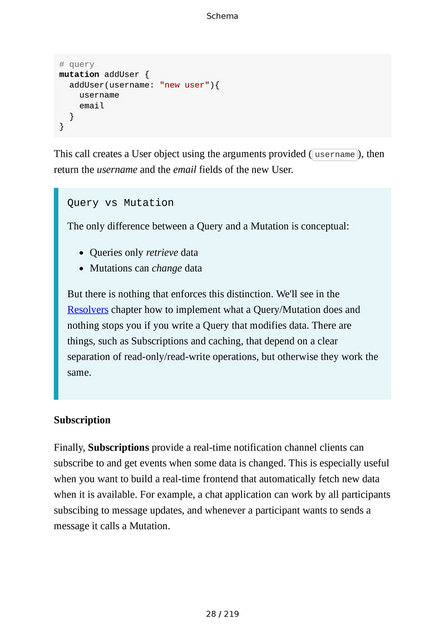 Schema
# query
mutation addUser {
  addUser(username: "new user"){
    username
    email
  }
}
This call creates a User object using the arguments provided ( username ), then
return the username and the email fields of the new User.
Query vs Mutation
The only difference between a Query and a Mutation is conceptual:
• Queries only retrieve data
• Mutations can change data
But there is nothing that enforces this distinction. We'll see in the
Resolvers chapter how to implement what a Query/Mutation does and
nothing stops you if you write a Query that modifies data. There are
things, such as Subscriptions and caching, that depend on a clear
separation of read-only/read-write operations, but otherwise they work the
same.
Subscription
Finally, Subscriptions provide a real-time notification channel clients can
subscribe to and get events when some data is changed. This is especially useful
when you want to build a real-time frontend that automatically fetch new data
when it is available. For example, a chat application can work by all participants
subscibing to message updates, and whenever a participant wants to sends a
message it calls a Mutation.
28 / 219